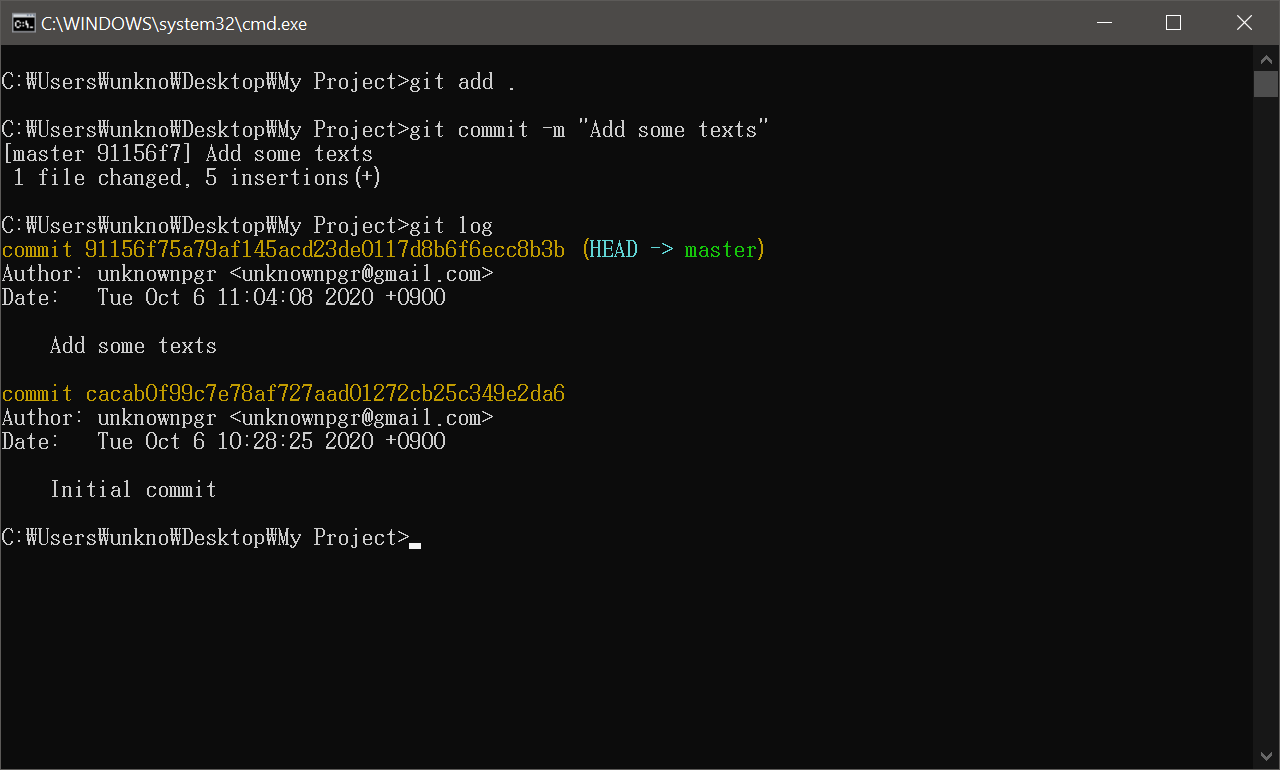 C:\WINDOWS\system32\cmd.exe
C:₩Users₩unkno₩Desktop₩My Project>git add .
C:₩Users₩unkno₩Desktop₩My Project>git commit -m "Add some texts"
[master 91156f7] Add some texts
 1 file changed, 5 insertions(+)
C:₩Users₩unkno₩Desktop₩My Project>git log
commit 91156f75a79af145acd23de0117d8b6f6ecc8b3b (HEAD -> master)
Author: unknownpgr <unknownpgr@gmail.com>
Date:   Tue Oct 6 11:04:08 2020 +0900
    Add some texts
commit cacab0f99c7e78af727aad01272cb25c349e2da6
Author: unknownpgr <unknownpgr@gmail.com>
Date:   Tue Oct 6 10:28:25 2020 +0900
    Initial commit
C:₩Users₩unkno₩Desktop₩My Project>